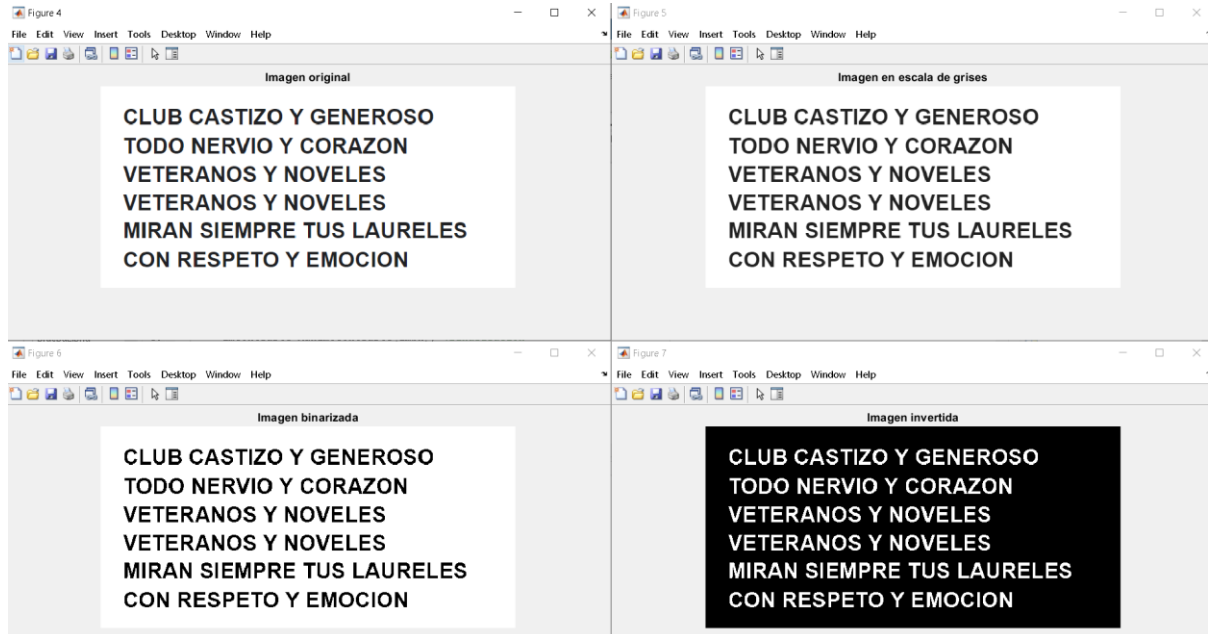 Figure 4
File Edit View Insert Tools Desktop Window Help
Imagen original
CLUB CASTIZO Y GENEROSO
TODO NERVIO Y CORAZON
VETERANOS Y NOVELES
VETERANOS Y NOVELES
MIRAN SIEMPRE TUS LAURELES
CON RESPETO Y EMOCION
Figure 5
File Edit View Insert Tools Desktop Window Help
Imagen en escala de grises
CLUB CASTIZO Y GENEROSO
TODO NERVIO Y CORAZON
VETERANOS Y NOVELES
VETERANOS Y NOVELES
MIRAN SIEMPRE TUS LAURELES
CON RESPETO Y EMOCION
Figure 6
File Edit View Insert Tools Desktop Window Help
Imagen binarizada
CLUB CASTIZO Y GENEROSO
TODO NERVIO Y CORAZON
VETERANOS Y NOVELES
VETERANOS Y NOVELES
MIRAN SIEMPRE TUS LAURELES
CON RESPETO Y EMOCION
Figure 7
File Edit View Insert Tools Desktop Window Help
Imagen invertida
CLUB CASTIZO Y GENEROSO
TODO NERVIO Y CORAZON
VETERANOS Y NOVELES
VETERANOS Y NOVELES
MIRAN SIEMPRE TUS LAURELES
CON RESPETO Y EMOCION